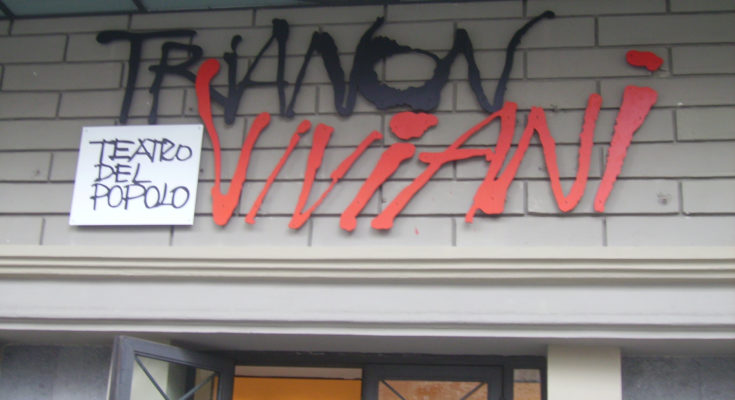 TRIANON
VIVIANI
TEATRO
DEL
POPOLO